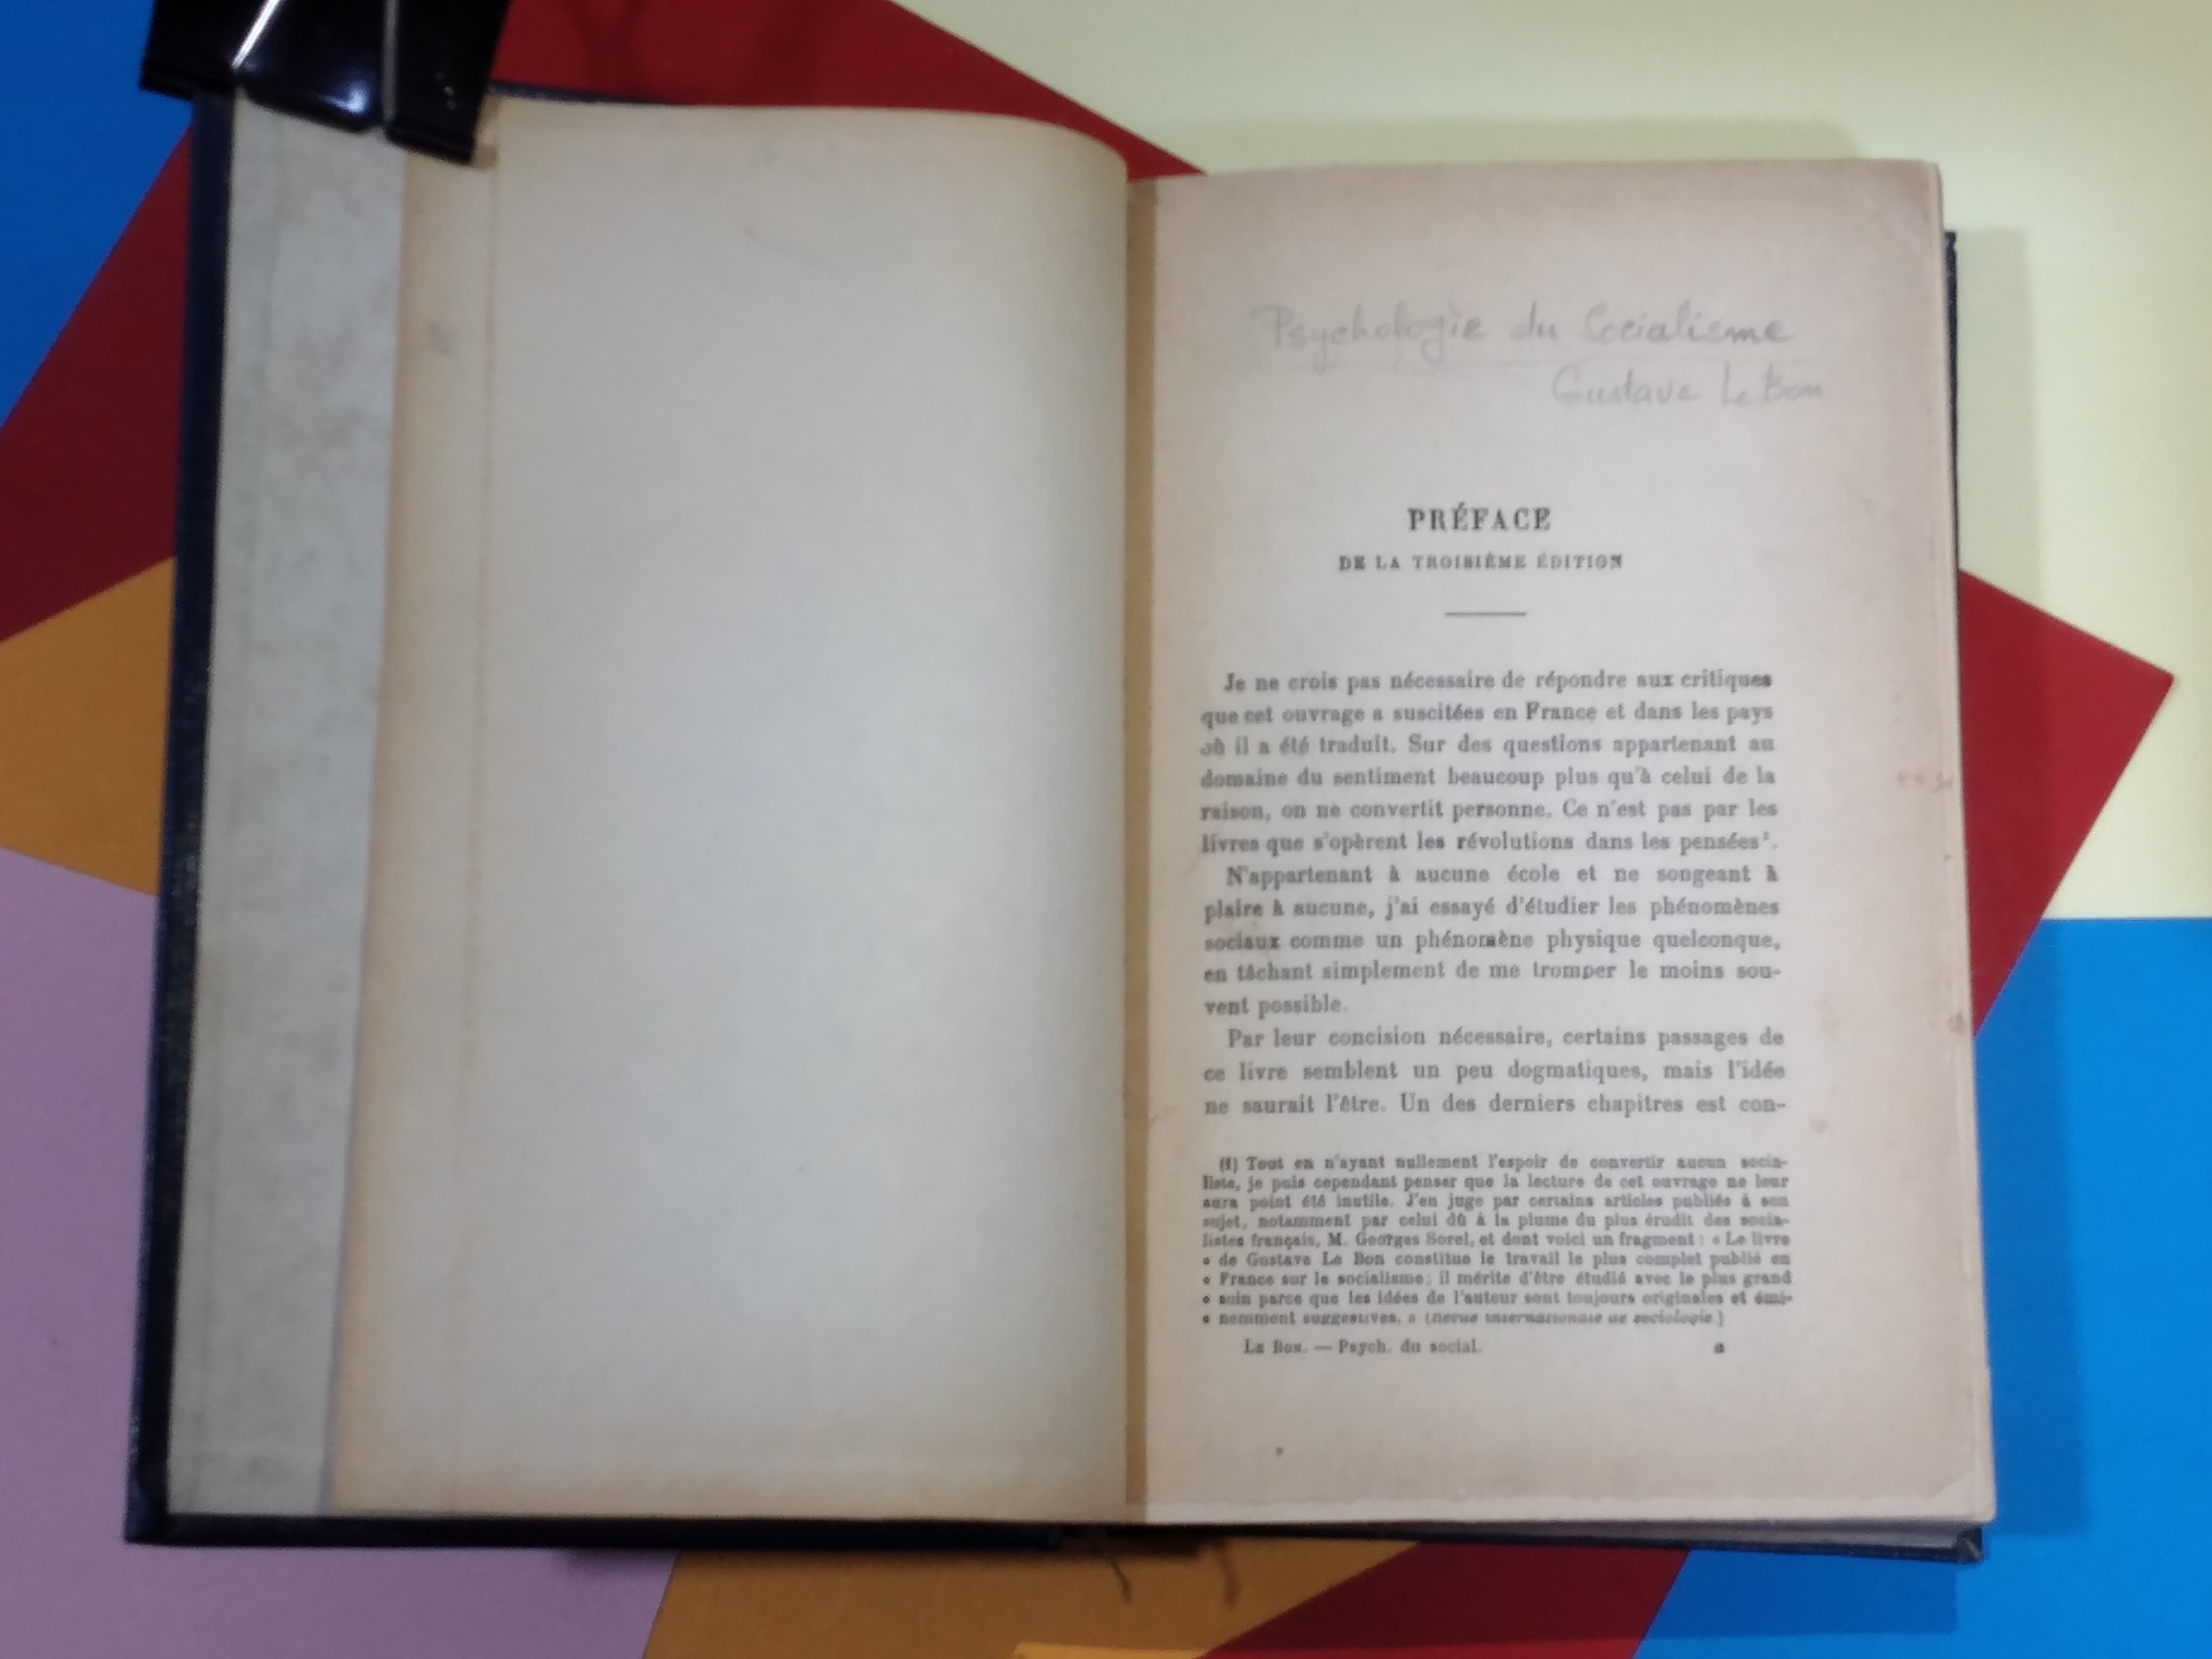 Psychologie du Socialisme
Gustave Le Bon
PRÉFACE
DE LA TROISIÈME ÉDITION
Je ne crois pas nécessaire de répondre aux critiques
que cet ouvrage a suscitées en France et dans les pays
où il a été traduit. Sur des questions appartenant au
domaine du sentiment beaucoup plus qu'à celui de la
raison, on ne convertit personne. Ce n'est pas par les
livres que s'opèrent les révolutions dans les pensées¹.
N'appartenant à aucune école et ne songeant à
plaire à aucune, j'ai essayé d'étudier les phénomènes
sociaux comme un phénomène physique quelconque,
en tâchant simplement de me tromper le moins sou-
vent possible.
Par leur concision nécessaire, certains passages de
ce livre semblent un peu dogmatiques, mais l'idée
ne saurait l'être. Un des derniers chapitres est con-
(1) Tout en n'ayant nullement l'espoir de convertir aucun socia-
liste, je puis cependant penser que la lecture de cet ouvrage ne leur
aura point été inutile. J'en juge par certains articles publiés à son
sujet, notamment par celui dû à la plume du plus érudit des socia-
listes français, M. Georges Sorel, et dont voici un fragment : « Le livre
« de Gustave Le Bon constitue le travail le plus complet publié en
« France sur le socialisme; il mérite d'être étudié avec le plus grand
« soin parce que les idées de l'auteur sont toujours originales et émi-
« nemment suggestives. » (Revue internationale de sociologie.)
LE BON. — Psych. du social. a